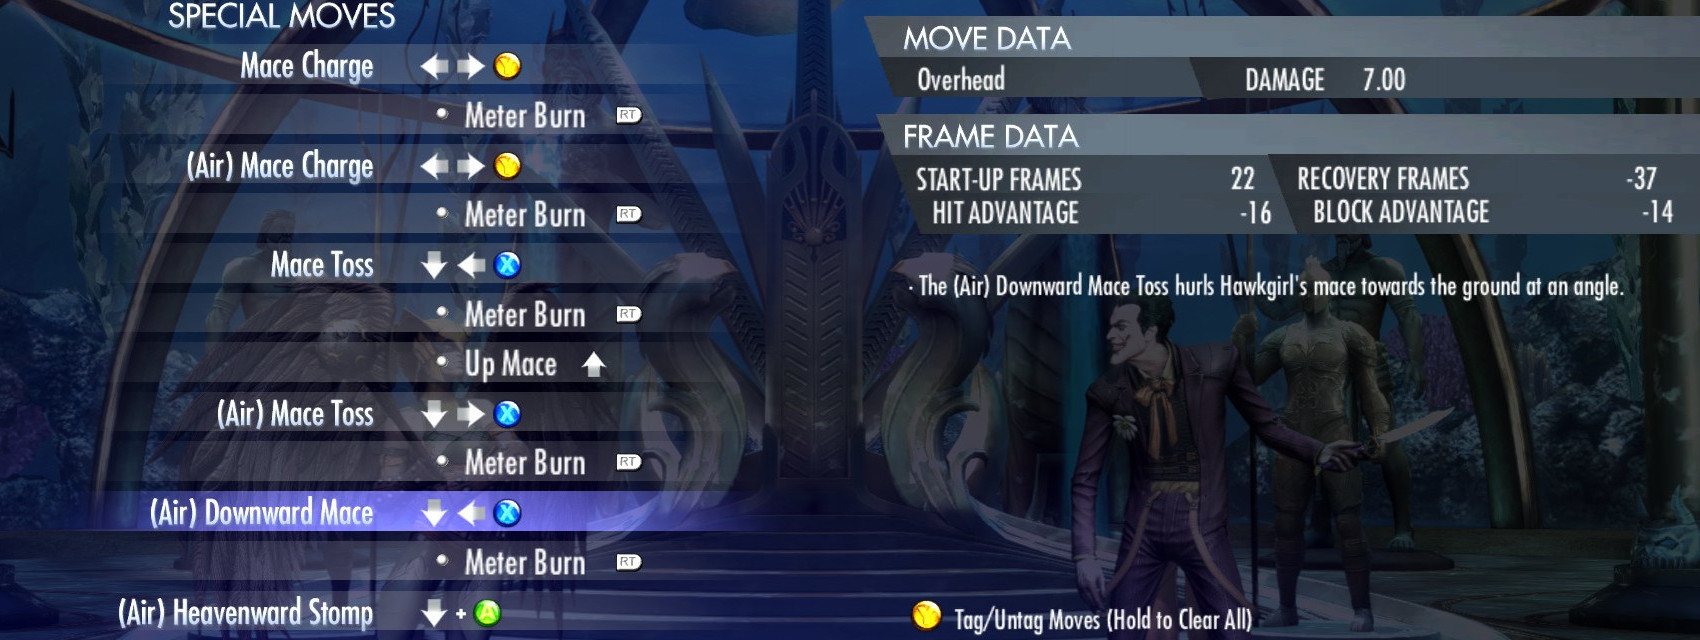 SPECIAL MOVES
Mace Charge Y
Meter Burn RT
(Air) Mace Charge Y
Meter Burn RT
Mace Toss X
Meter Burn RT
Up Mace
(Air) Mace Toss X
Meter Burn RT
(Air) Downward Mace X
Meter Burn RT
(Air) Heavenward Stomp + A
MOVE DATA
Overhead DAMAGE 7.00
FRAME DATA
START-UP FRAMES 22 RECOVERY FRAMES -37
HIT ADVANTAGE -16 BLOCK ADVANTAGE -14
· The (Air) Downward Mace Toss hurls Hawkgirl's mace towards the ground at an angle.
Y Tag/Untag Moves (Hold to Clear All)